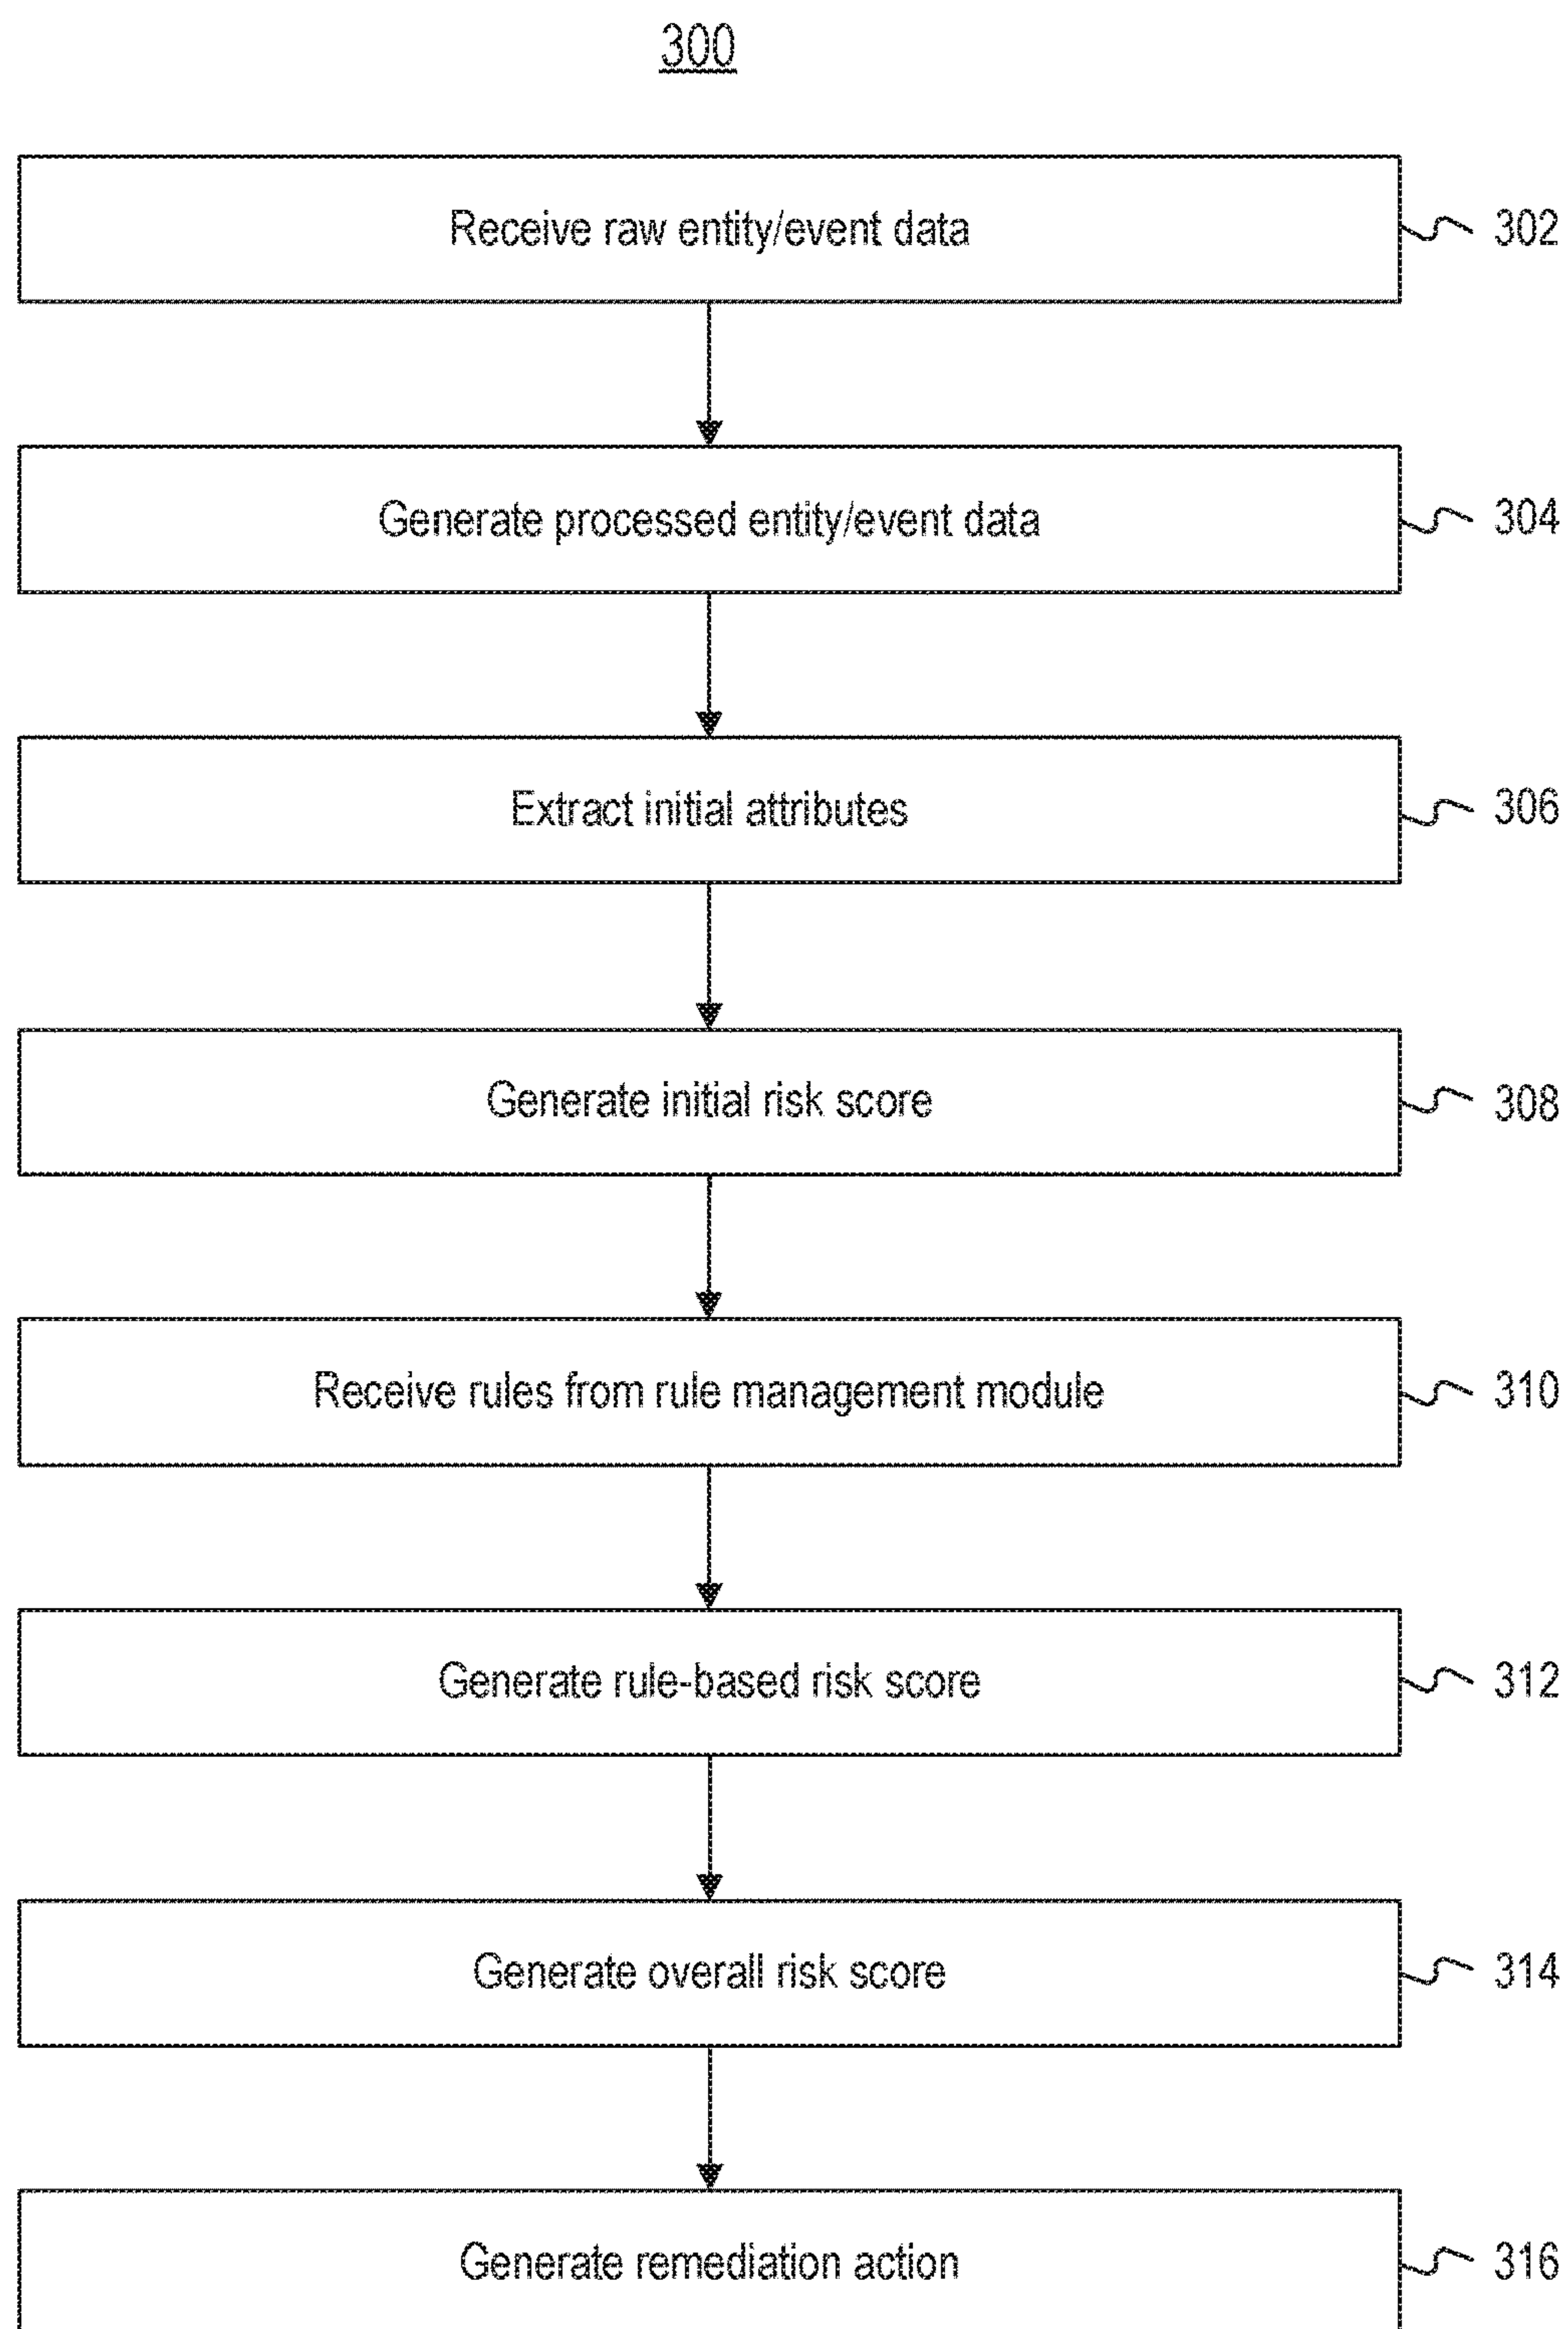 300
Receive raw entity/event data
302
Generate processed entity/event data
304
Extract initial attributes
306
Generate initial risk score
308
Receive rules from rule management module
310
Generate rule-based risk score
312
Generate overall risk score
314
Generate remediation action
316